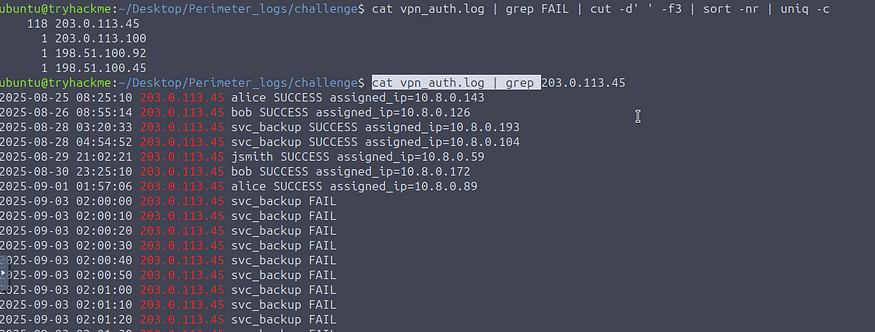 ubuntu@tryhackme:~/Desktop/Perimeter_logs/challenge$ cat vpn_auth.log | grep FAIL | cut -d' ' -f3 | sort -nr | uniq -c
118 203.0.113.45
1 203.0.113.100
1 198.51.100.92
1 198.51.100.45
ubuntu@tryhackme:~/Desktop/Perimeter_logs/challenge$ cat vpn_auth.log | grep 203.0.113.45
2025-08-25 08:25:10 203.0.113.45 alice SUCCESS assigned_ip=10.8.0.143
2025-08-26 08:55:14 203.0.113.45 bob SUCCESS assigned_ip=10.8.0.126
2025-08-28 03:20:33 203.0.113.45 svc_backup SUCCESS assigned_ip=10.8.0.193
2025-08-28 04:54:52 203.0.113.45 svc_backup SUCCESS assigned_ip=10.8.0.104
2025-08-29 21:02:21 203.0.113.45 jsmith SUCCESS assigned_ip=10.8.0.59
2025-08-30 23:25:10 203.0.113.45 bob SUCCESS assigned_ip=10.8.0.172
2025-09-01 01:57:06 203.0.113.45 alice SUCCESS assigned_ip=10.8.0.89
2025-09-03 02:00:00 203.0.113.45 svc_backup FAIL
2025-09-03 02:00:10 203.0.113.45 svc_backup FAIL
2025-09-03 02:00:20 203.0.113.45 svc_backup FAIL
2025-09-03 02:00:30 203.0.113.45 svc_backup FAIL
2025-09-03 02:00:40 203.0.113.45 svc_backup FAIL
2025-09-03 02:00:50 203.0.113.45 svc_backup FAIL
2025-09-03 02:01:00 203.0.113.45 svc_backup FAIL
2025-09-03 02:01:10 203.0.113.45 svc_backup FAIL
2025-09-03 02:01:20 203.0.113.45 svc_backup FAIL